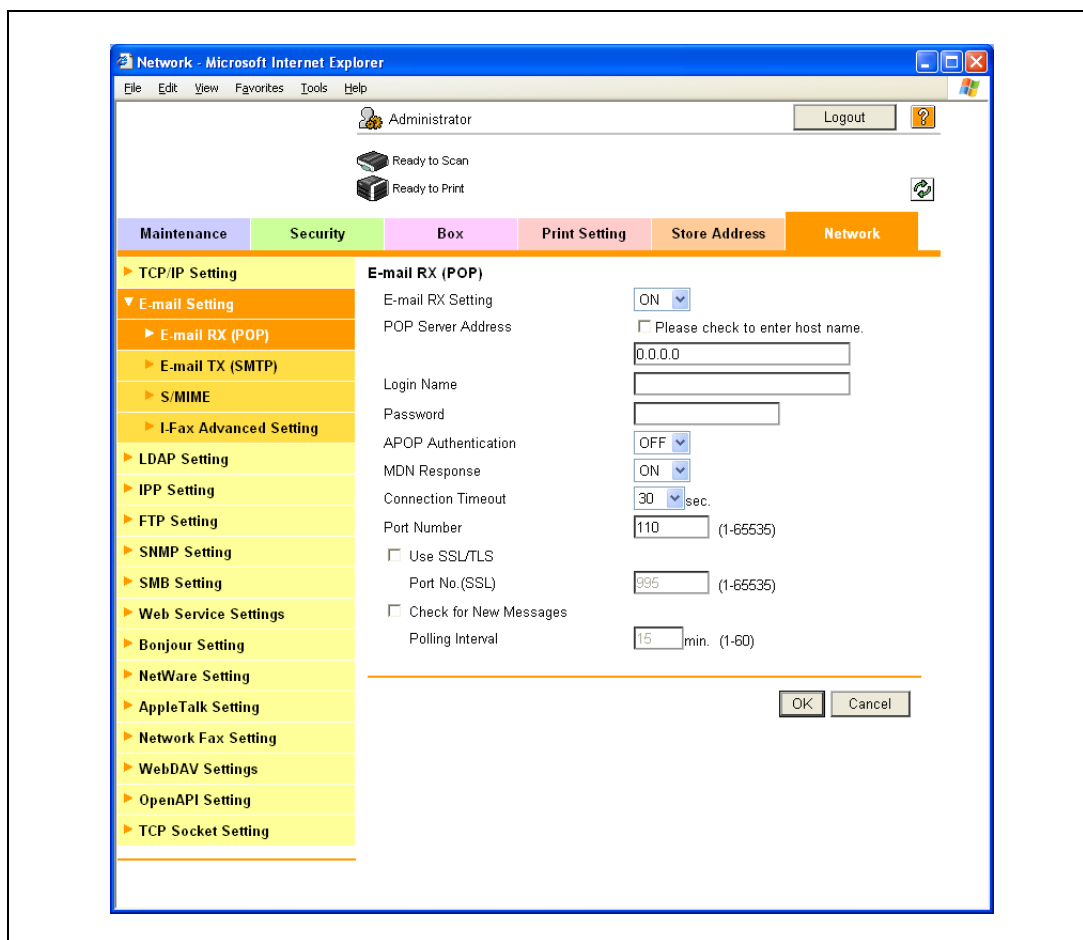 Network - Microsoft Internet Explorer
File Edit View Favorites Tools Help
Administrator Logout ?
Ready to Scan
Ready to Print
Maintenance Security Box Print Setting Store Address Network
TCP/IP Setting
E-mail Setting
E-mail RX (POP)
E-mail TX (SMTP)
S/MIME
I-Fax Advanced Setting
LDAP Setting
IPP Setting
FTP Setting
SNMP Setting
SMB Setting
Web Service Settings
Bonjour Setting
NetWare Setting
AppleTalk Setting
Network Fax Setting
WebDAV Settings
OpenAPI Setting
TCP Socket Setting
E-mail RX (POP)
E-mail RX Setting ON
POP Server Address Please check to enter host name.
0.0.0.0
Login Name
Password
APOP Authentication OFF
MDN Response ON
Connection Timeout 30 sec.
Port Number 110 (1-65535)
Use SSL/TLS
Port No.(SSL) 995 (1-65535)
Check for New Messages
Polling Interval 15 min. (1-60)
OK Cancel